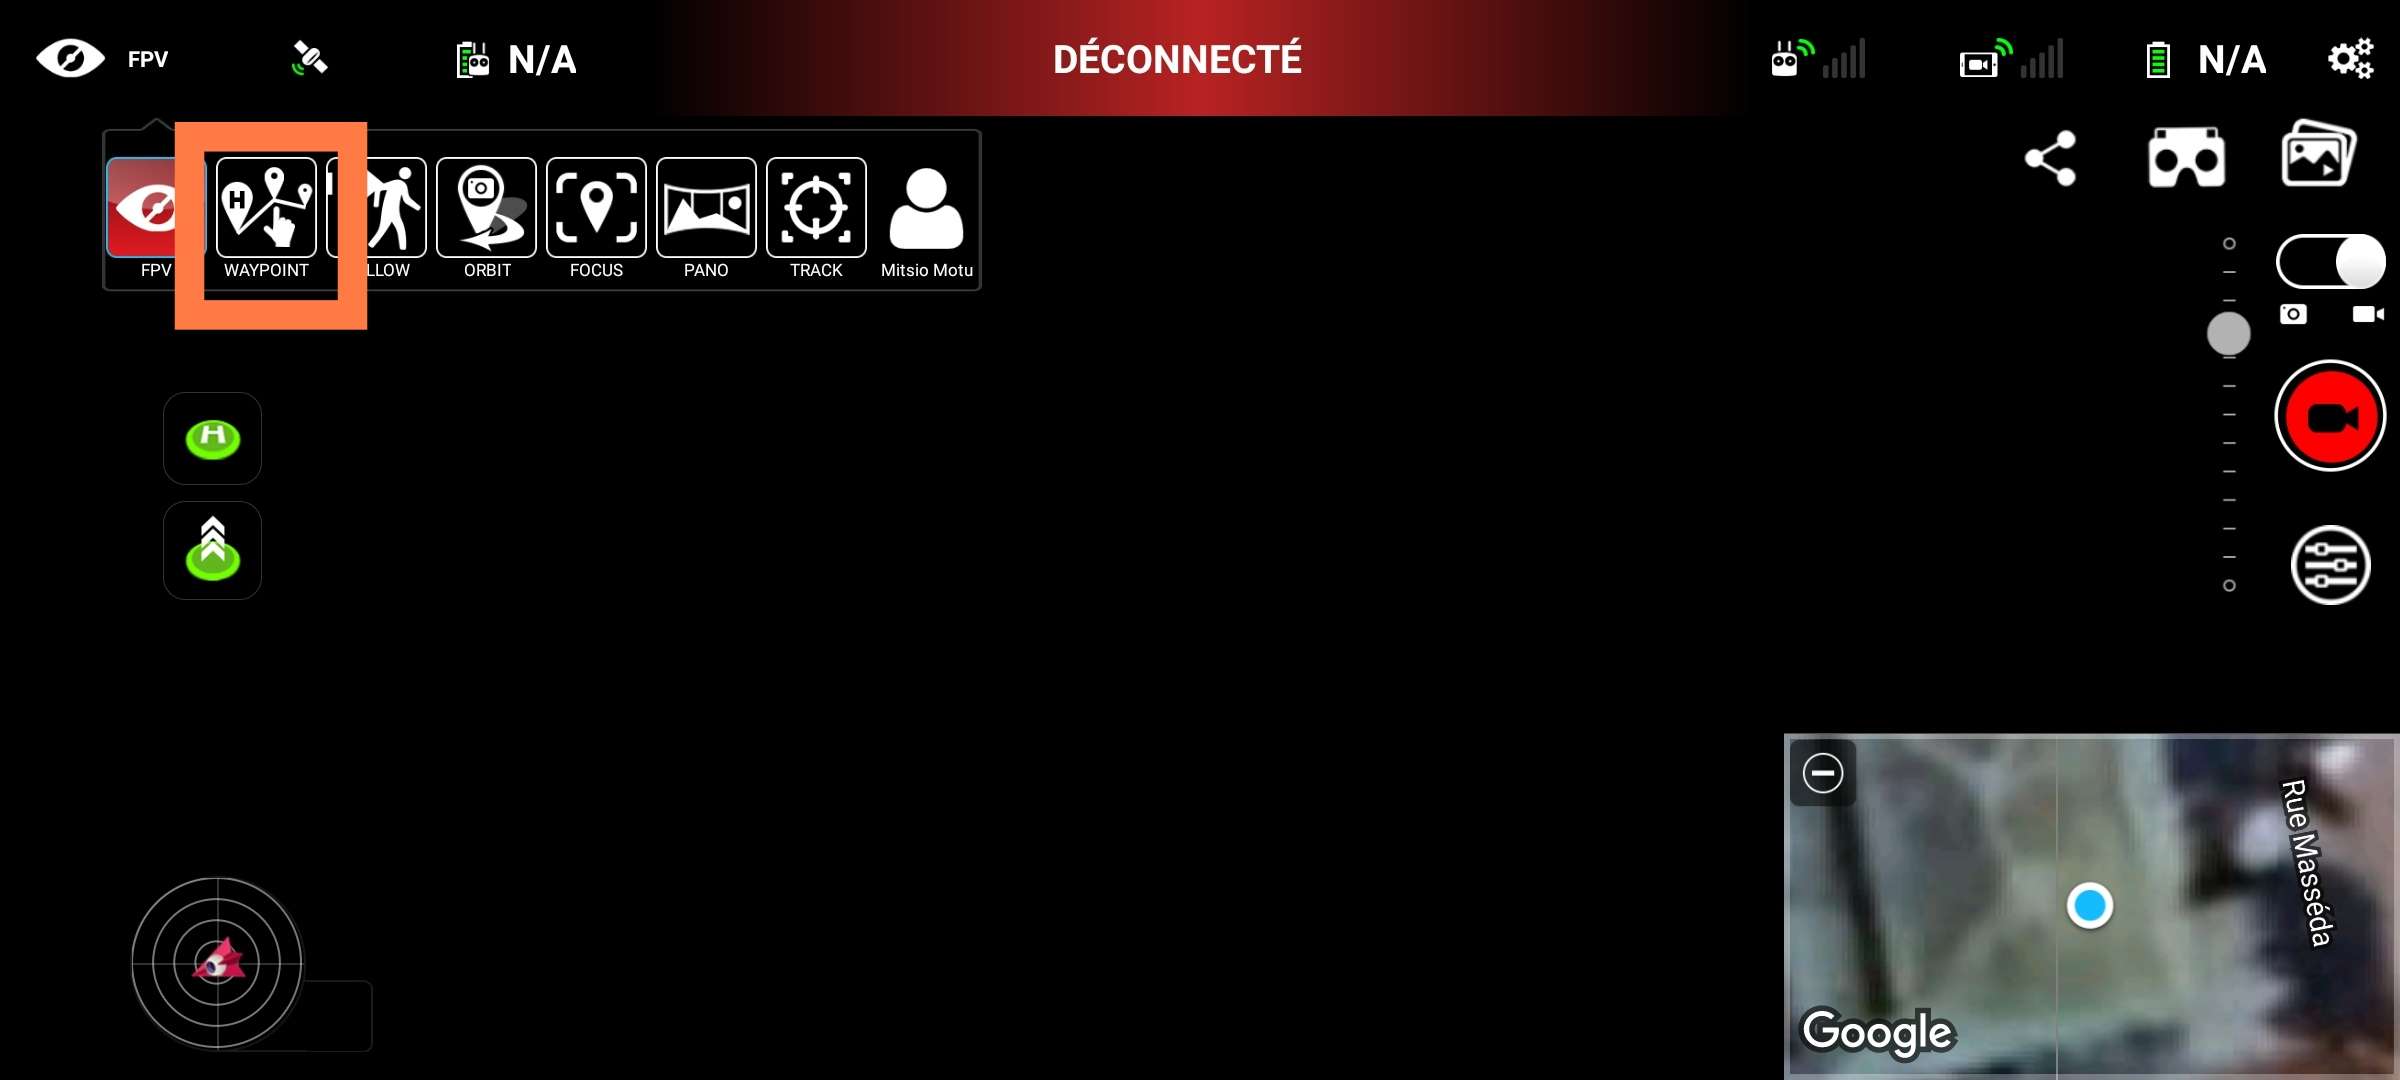 FPV
N/A
DÉCONNECTÉ
N/A
FPV
WAYPOINT
LLOW
ORBIT
FOCUS
PANO
TRACK
Mitsio Motu
H
H
Rue Masséda
Google